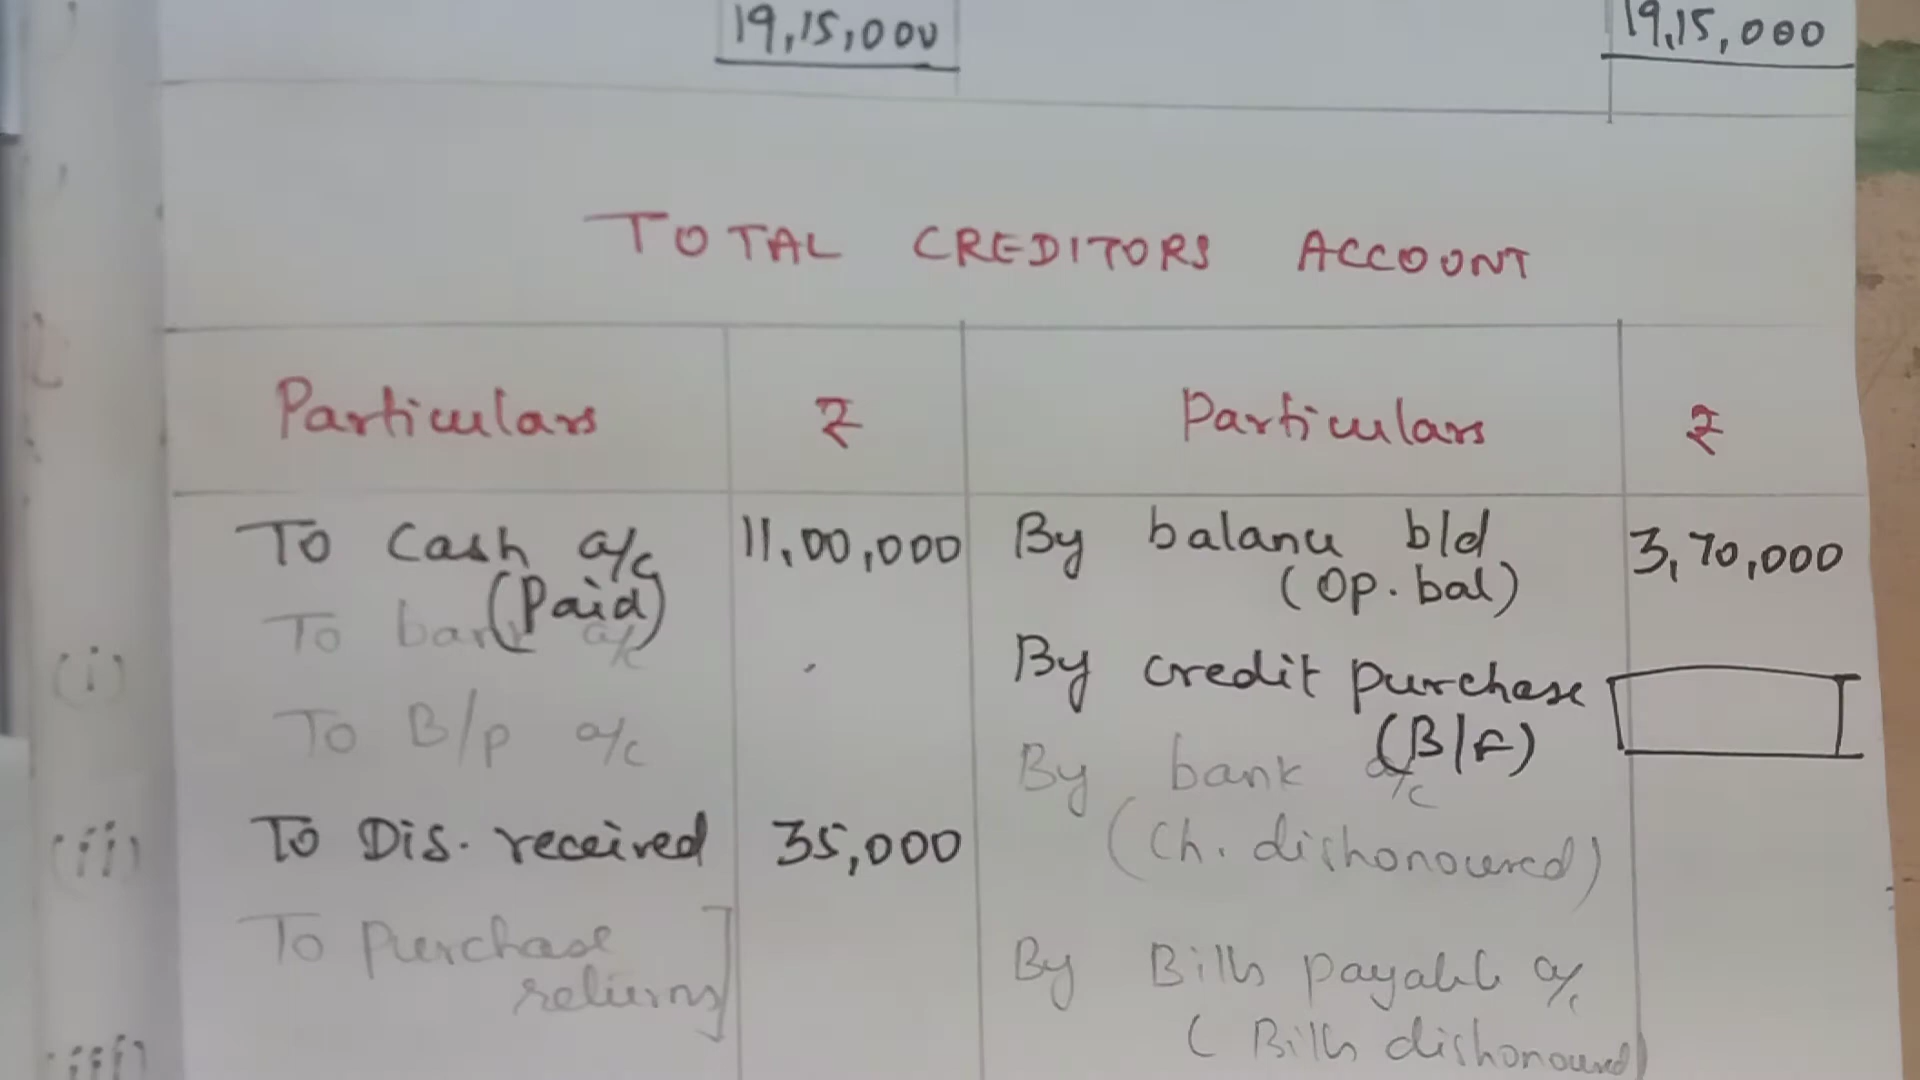 19,15,000 19,15,000
TOTAL CREDITORS ACCOUNT
Particulars ₹ Particulars ₹
To Cash a/c 11,00,000 By balance b/d 3,70,000
(Paid) (Op. bal)
To bank a/c By credit purchase
To B/p a/c (B/F)
By bank a/c
To Dis. received 35,000 (Ch. dishonoured)
To purchase By Bills payable a/c
returns (Bills dishonoured)
(i)
(ii)
(iii)